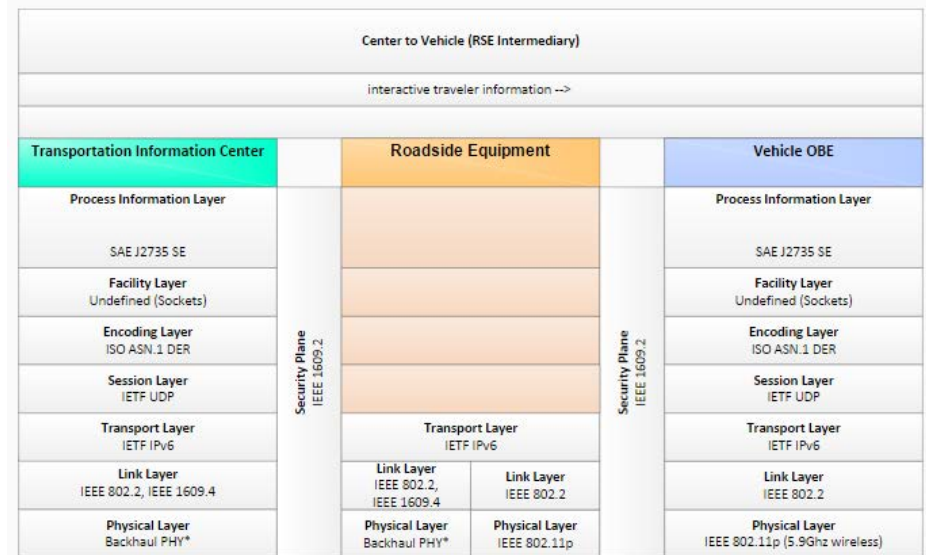 Center to Vehicle (RSE Intermediary)
interactive traveler information -->
Transportation Information Center
Roadside Equipment
Vehicle OBE
Process Information Layer
SAE J2735 SE
Facility Layer
Undefined (Sockets)
Encoding Layer
ISO ASN.1 DER
Session Layer
IETF UDP
Transport Layer
IETF IPv6
Link Layer
IEEE 802.2, IEEE 1609.4
Physical Layer
Backhaul PHY*
Security Plane
IEEE 1609.2
Transport Layer
IETF IPv6
Link Layer
IEEE 802.2,
IEEE 1609.4
Link Layer
IEEE 802.2
Physical Layer
Backhaul PHY*
Physical Layer
IEEE 802.11p
Security Plane
IEEE 1609.2
Process Information Layer
SAE J2735 SE
Facility Layer
Undefined (Sockets)
Encoding Layer
ISO ASN.1 DER
Session Layer
IETF UDP
Transport Layer
IETF IPv6
Link Layer
IEEE 802.2
Physical Layer
IEEE 802.11p (5.9Ghz wireless)